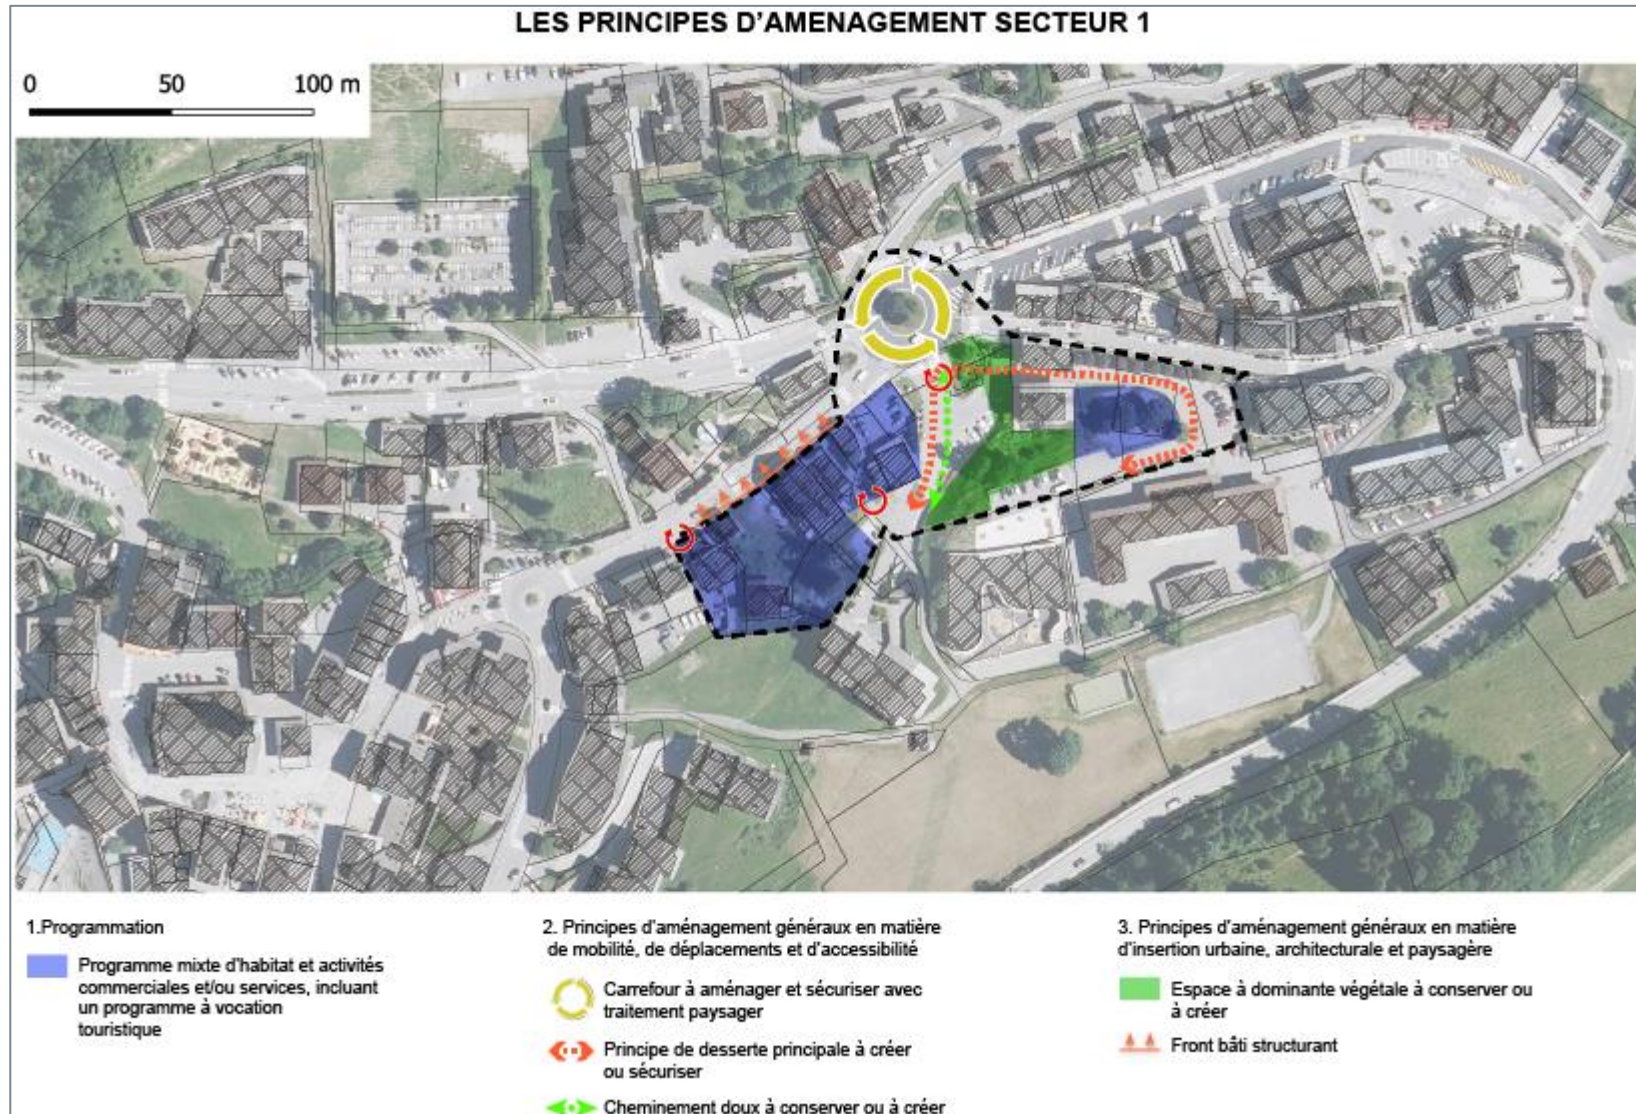 LES PRINCIPES D'AMENAGEMENT SECTEUR 1
0 50 100 m
1.Programmation
Programme mixte d'habitat et activités
commerciales et/ou services, incluant
un programme à vocation
touristique
2. Principes d'aménagement généraux en matière
de mobilité, de déplacements et d'accessibilité
Carrefour à aménager et sécuriser avec
traitement paysager
Principe de desserte principale à créer
ou sécuriser
Cheminement doux à conserver ou à créer
3. Principes d'aménagement généraux en matière
d'insertion urbaine, architecturale et paysagère
Espace à dominante végétale à conserver ou
à créer
Front bâti structurant